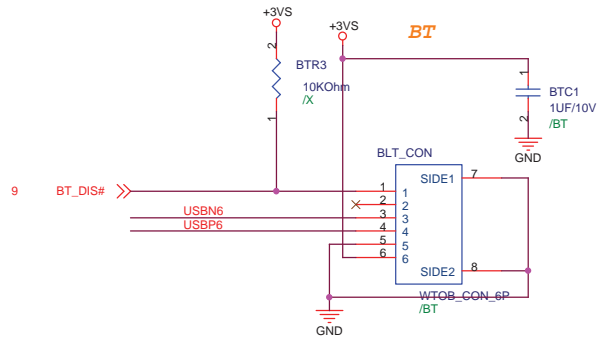 +3VS
+3VS
BT
2
BTR3
10KOhm
/X
1
1
BTC1
1UF/10V
/BT
2
GND
BLT_CON
9 BT_DIS#
1 1 SIDE1 7
2 2
USBN6 3 3
USBP6 4 4
5 5
6 6
SIDE2 8
WTOB_CON_6P
/BT
GND